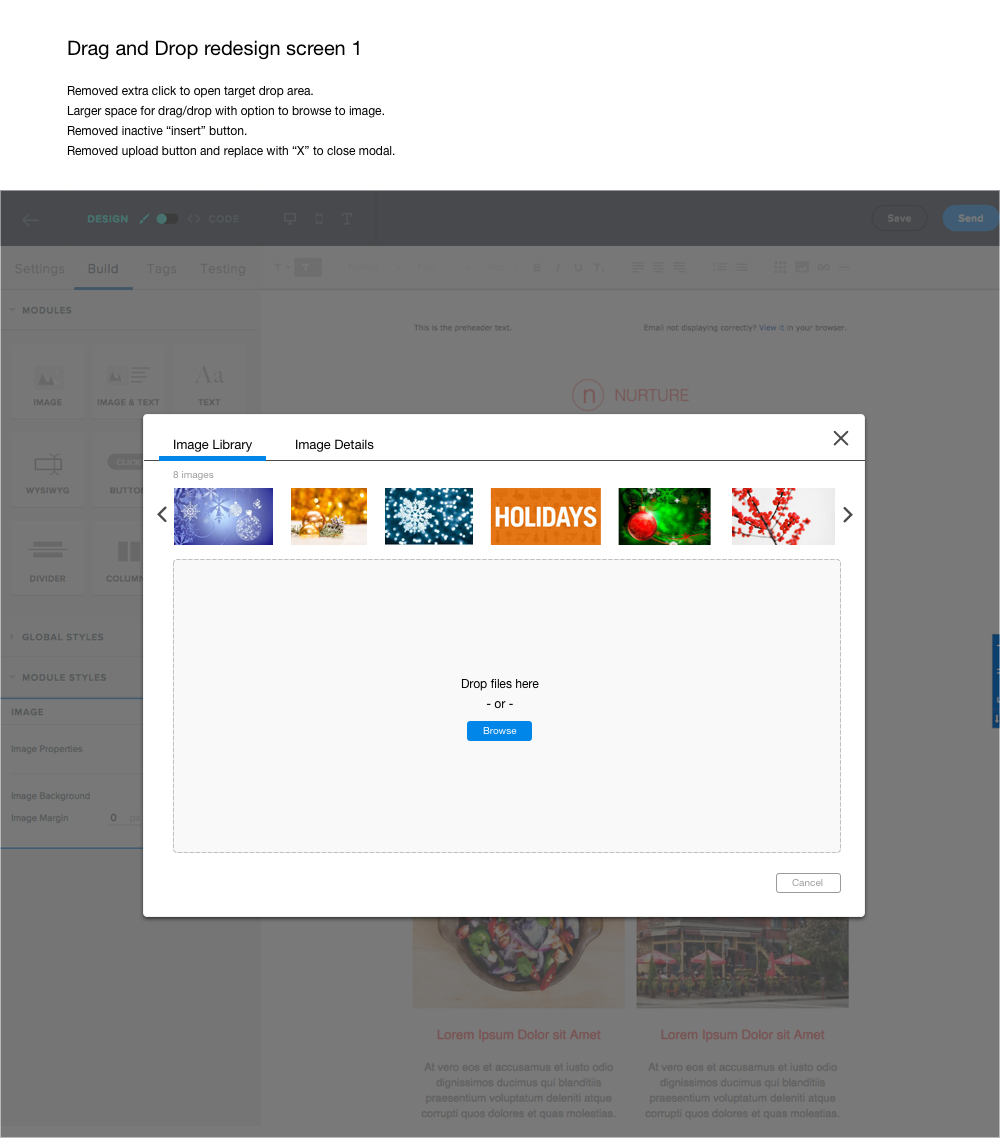 Drag and Drop redesign screen 1
Removed extra click to open target drop area.
Larger space for drag/drop with option to browse to image.
Removed inactive “insert” button.
Removed upload button and replace with “X” to close modal.
DESIGN
CODE
Save
Send
Settings
Build
Tags
Testing
B I U T
MODULES
This is the preheader text.
Email not displaying correctly? View it in your browser.
IMAGE
IMAGE & TEXT
Aa
TEXT
n NURTURE
Image Library
Image Details
8 images
HOLIDAYS
WYSIWYG
CLICK
BUTTO
DIVIDER
COLUMN
GLOBAL STYLES
MODULE STYLES
IMAGE
Image Properties
Image Background
Image Margin 0 px
Drop files here
- or -
Browse
Cancel
Lorem Ipsum Dolor sit Amet
At vero eos et accusamus et iusto odio
dignissimos ducimus qui blanditiis
praesentium voluptatum deleniti atque
corrupti quos dolores et quas molestias.
Lorem Ipsum Dolor sit Amet
At vero eos et accusamus et iusto odio
dignissimos ducimus qui blanditiis
praesentium voluptatum deleniti atque
corrupti quos dolores et quas molestias.